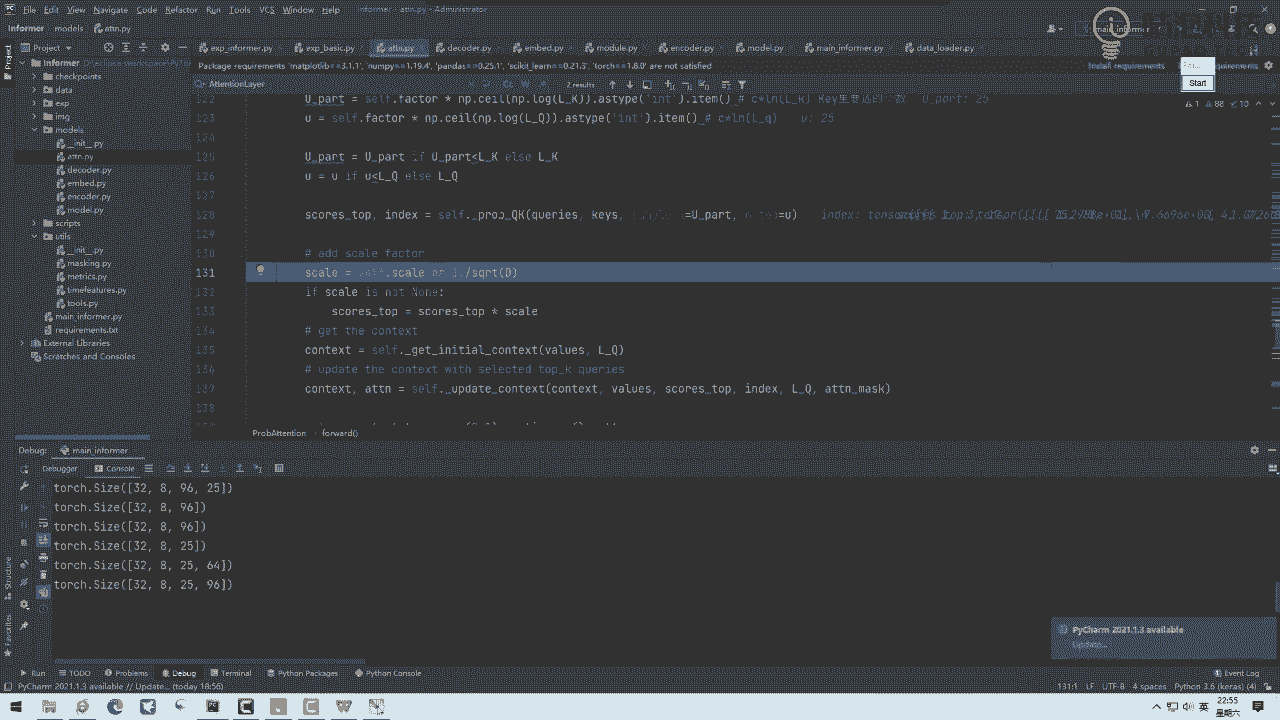 File Edit View Navigate Code Refactor Run Tools VCS Window Help Informer - attn.py - Administrator
Informer models attn.py main_informer
Project exp_informer.py exp_basic.py attn.py decoder.py embed.py module.py encoder.py model.py main_informer.py data_loader.py
Informer
checkpoints
data
exp
img
models
__init__.py
attn.py
decoder.py
embed.py
encoder.py
model.py
scripts
utils
__init__.py
masking.py
metrics.py
timefeatures.py
tools.py
main_informer.py
requirements.txt
External Libraries
Scratches and Consoles
Package requirements 'matplotlib==3.1.1', 'numpy==1.19.4', 'pandas==0.25.1', 'scikit_learn==0.21.3', 'torch==1.8.0' are not satisfied Install requirements
Start
AttentionLayer 2 results
1 88 10
122 U_part = self.factor * np.ceil(np.log(L_K)).astype('int').item() # c*ln(L_k) U_part: 25
123 u = self.factor * np.ceil(np.log(L_Q)).astype('int').item() # c*ln(L_q) u: 25
124
125 U_part = U_part if U_part<L_K else L_K
126 u = u if u<L_Q else L_Q
127
128 scores_top, index = self._prob_QK(queries, keys, =U_part, =u)
129
130 # add scale factor
131 scale = self.scale or 1./sqrt(D)
132 if scale is not None:
133 scores_top = scores_top * scale
134 # get the context
135 context = self._get_initial_context(values, L_Q)
136 # update the context with selected top_k queries
137 context, attn = self._update_context(context, values, scores_top, index, L_Q, attn_mask)
138
ProbAttention forward()
Debug: main_informer
Debugger Console
torch.Size([32, 8, 96, 25])
torch.Size([32, 8, 96])
torch.Size([32, 8, 96])
torch.Size([32, 8, 25])
torch.Size([32, 8, 25, 64])
torch.Size([32, 8, 25, 96])
Structure
Favorites
PyCharm 2021.1.3 available
Update...
Run TODO Problems Debug Terminal Python Packages Python Console Event Log
PyCharm 2021.1.3 available // Update... (today 18:56) 131:1 LF UTF-8 4 spaces Python 3.6 (keras) (4)
英 22:55
星期六